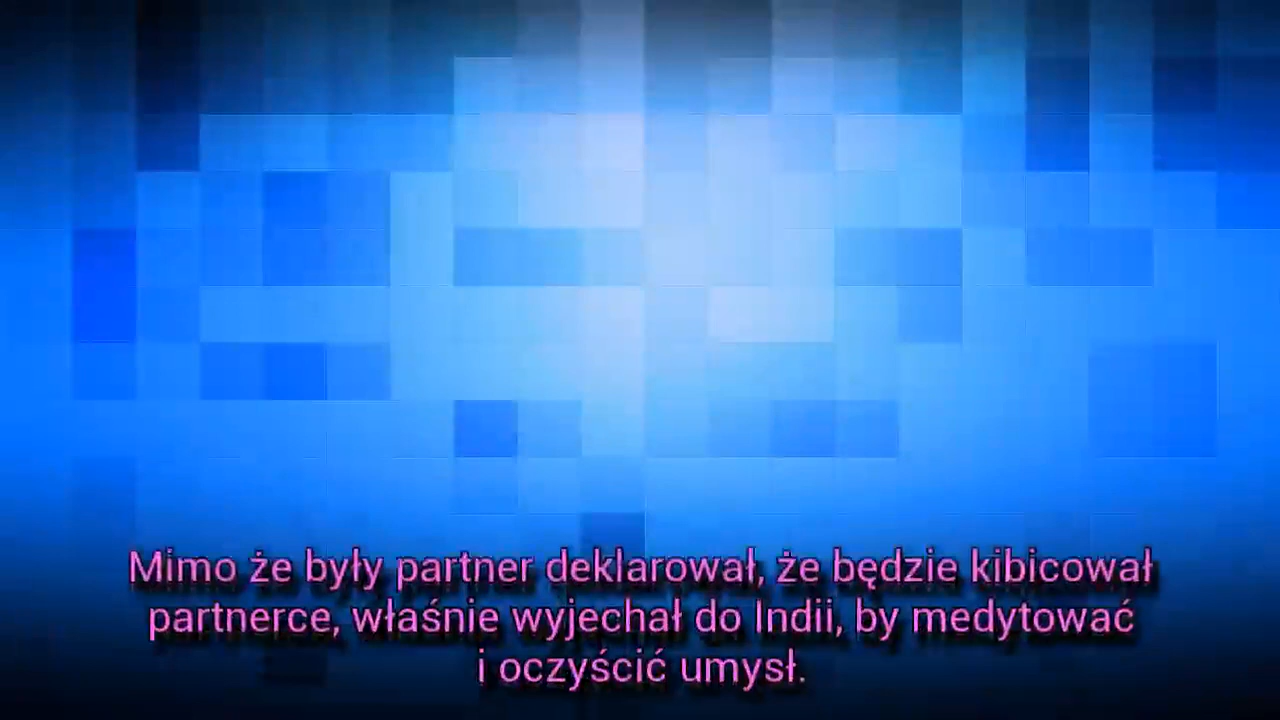 Mimo że były partner deklarował, że będzie kibicował
partnerce, właśnie wyjechał do Indii, by medytować
i oczyścić umysł.